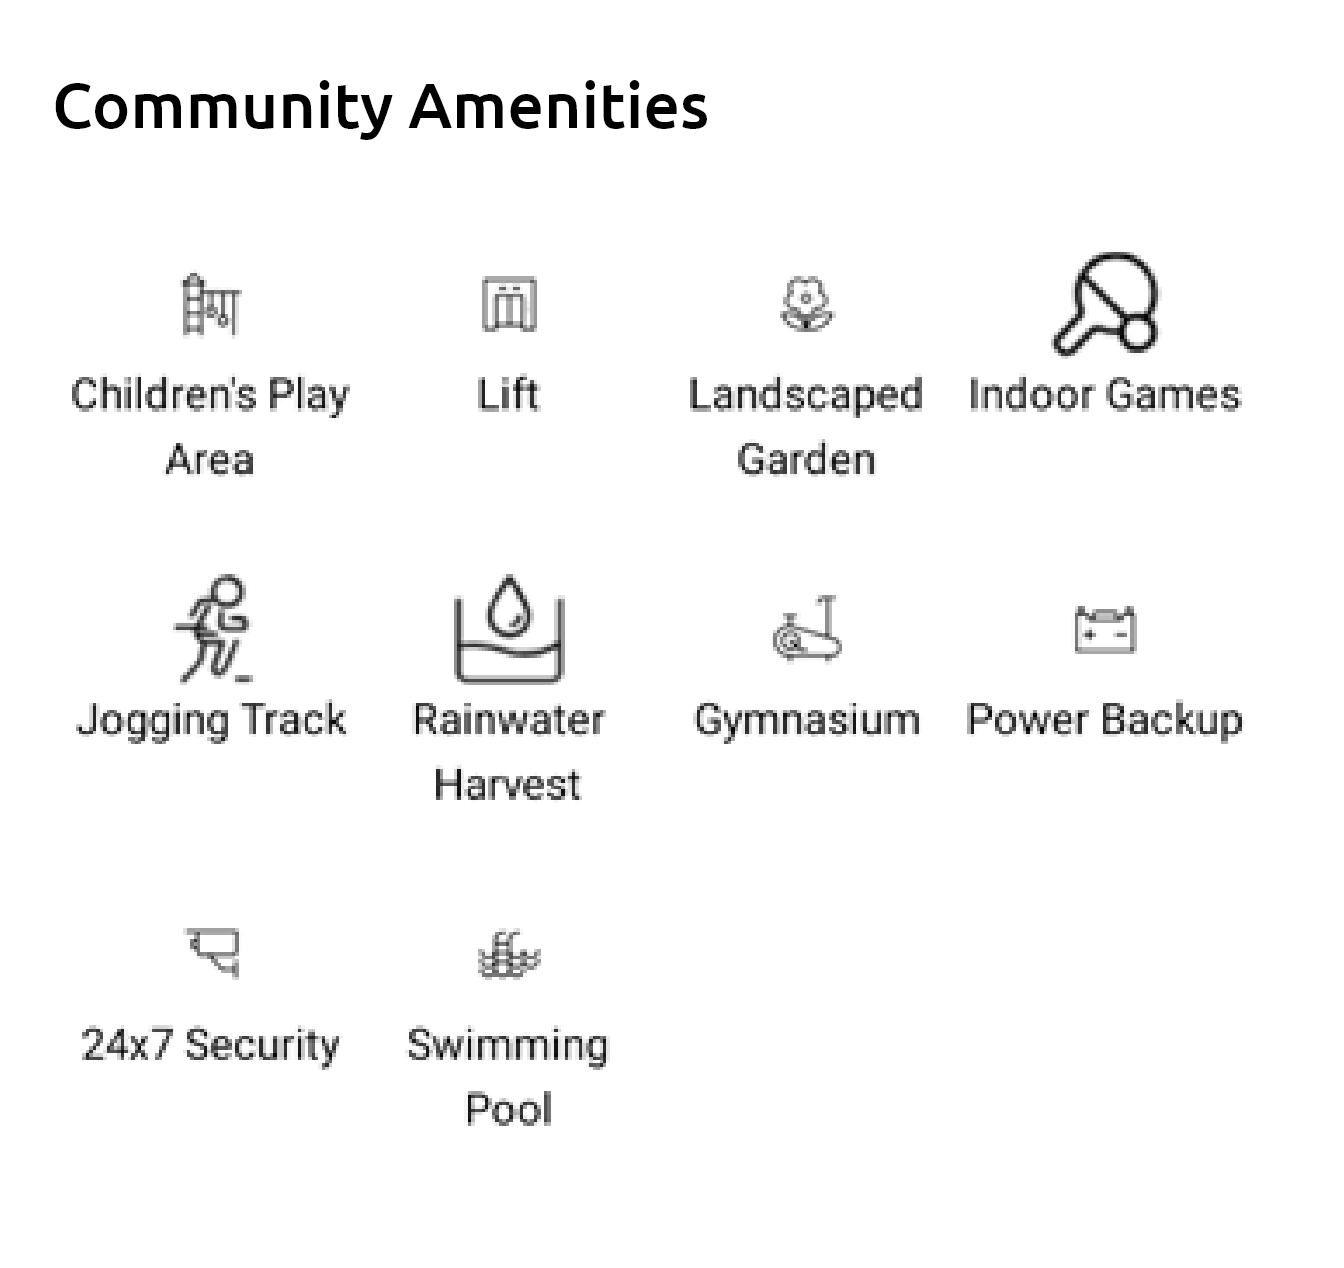 Community Amenities
Children's Play
Area
Lift
Landscaped
Garden
Indoor Games
Jogging Track
Rainwater
Harvest
Gymnasium
Power Backup
24x7 Security
Swimming
Pool